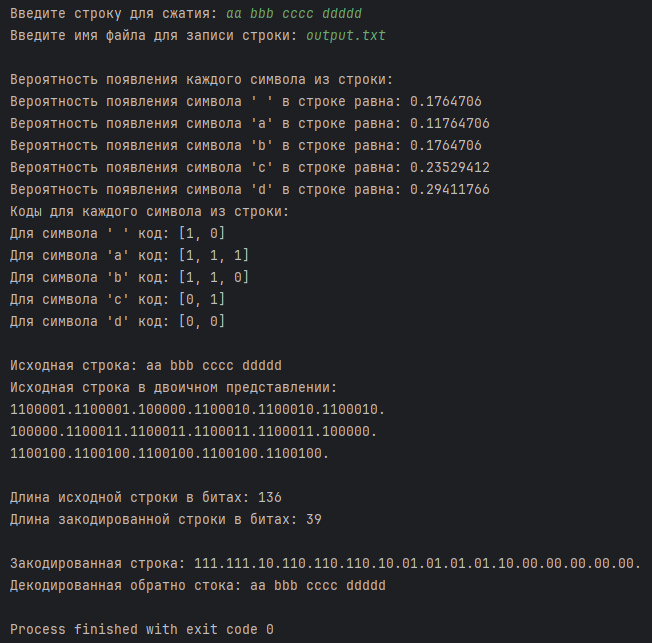 Введите строку для сжатия: aa bbb cccc ddddd
Введите имя файла для записи строки: output.txt
Вероятность появления каждого символа из строки:
Вероятность появления символа ' ' в строке равна: 0.1764706
Вероятность появления символа 'a' в строке равна: 0.11764706
Вероятность появления символа 'b' в строке равна: 0.1764706
Вероятность появления символа 'c' в строке равна: 0.23529412
Вероятность появления символа 'd' в строке равна: 0.29411766
Коды для каждого символа из строки:
Для символа ' ' код: [1, 0]
Для символа 'a' код: [1, 1, 1]
Для символа 'b' код: [1, 1, 0]
Для символа 'c' код: [0, 1]
Для символа 'd' код: [0, 0]
Исходная строка: aa bbb cccc ddddd
Исходная строка в двоичном представлении:
1100001.1100001.100000.1100010.1100010.1100010.
100000.1100011.1100011.1100011.1100011.100000.
1100100.1100100.1100100.1100100.1100100.
Длина исходной строки в битах: 136
Длина закодированной строки в битах: 39
Закодированная строка: 111.111.10.110.110.110.10.01.01.01.01.10.00.00.00.00.00.
Декодированная обратно стока: aa bbb cccc ddddd
Process finished with exit code 0